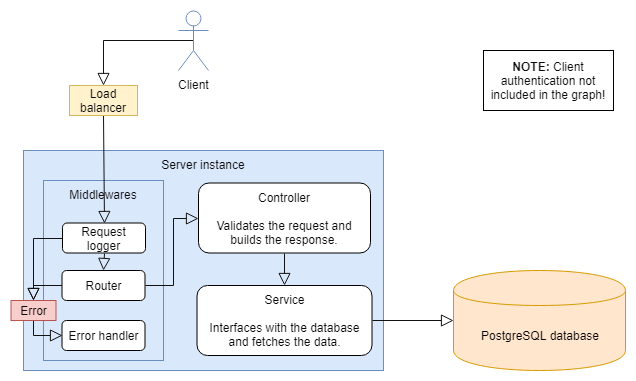 Client
NOTE: Client
authentication not
included in the graph!
Load
balancer
Server instance
Middlewares
Request
logger
Router
Error
Error handler
Controller
Validates the request and
builds the response.
Service
Interfaces with the database
and fetches the data.
PostgreSQL database